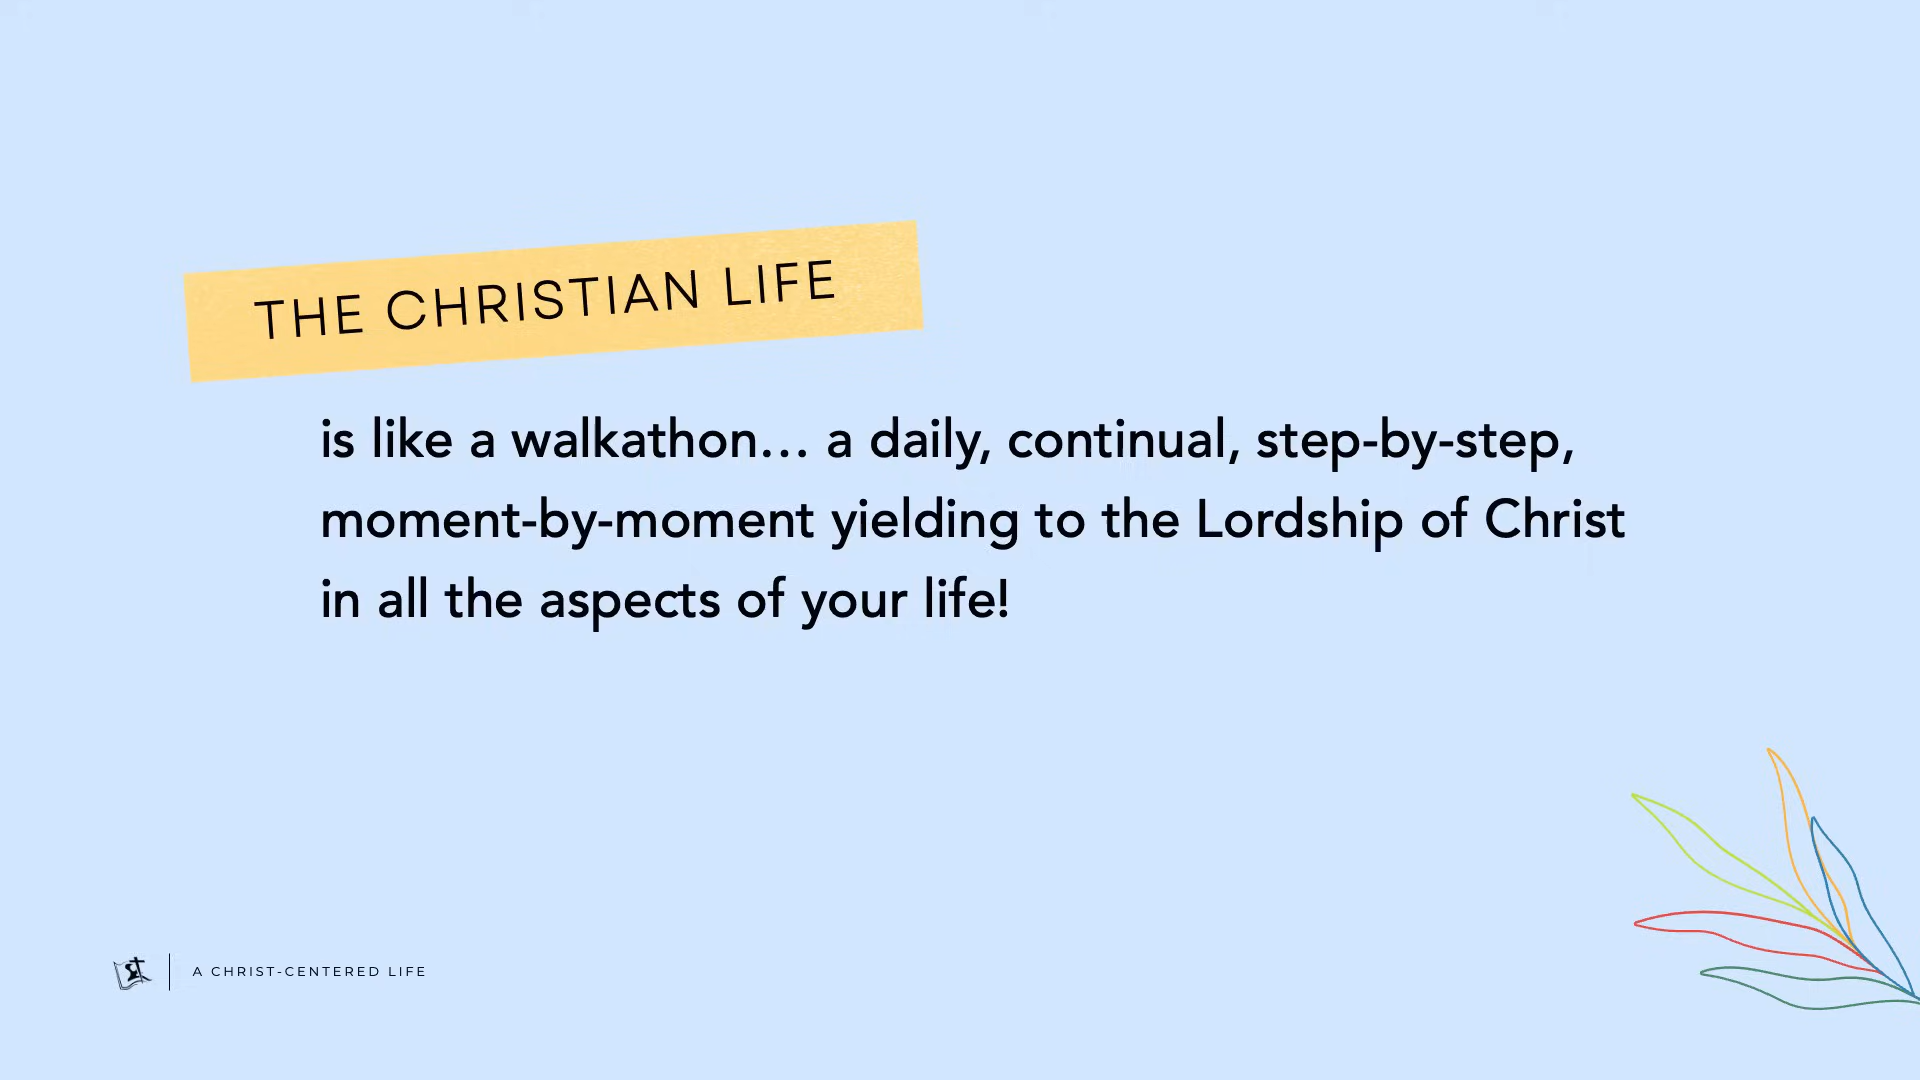 THE CHRISTIAN LIFE
is like a walkathon... a daily, continual, step-by-step,
moment-by-moment yielding to the Lordship of Christ
in all the aspects of your life!
A CHRIST-CENTERED LIFE